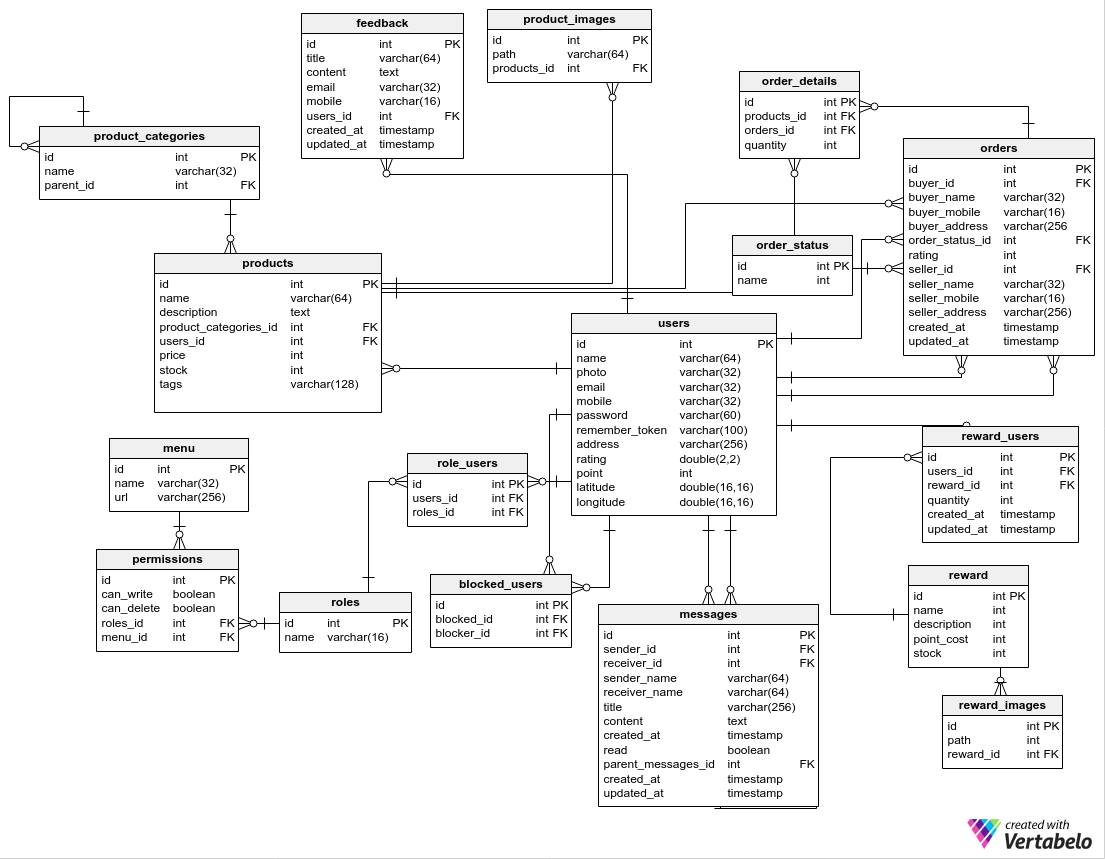 feedback
id int PK
title varchar(64)
content text
email varchar(32)
mobile varchar(16)
users_id int FK
created_at timestamp
updated_at timestamp
product_images
id int PK
path varchar(64)
products_id int FK
order_details
id int PK
products_id int FK
orders_id int FK
quantity int
product_categories
id int PK
name varchar(32)
parent_id int FK
orders
id int PK
buyer_id int FK
buyer_name varchar(32)
buyer_mobile varchar(16)
buyer_address varchar(256
order_status_id int FK
rating int
seller_id int FK
seller_name varchar(32)
seller_mobile varchar(16)
seller_address varchar(256)
created_at timestamp
updated_at timestamp
order_status
id int PK
name int
products
id int PK
name varchar(64)
description text
product_categories_id int FK
users_id int FK
price int
stock int
tags varchar(128)
users
id int PK
name varchar(64)
photo varchar(32)
email varchar(32)
mobile varchar(32)
password varchar(60)
remember_token varchar(100)
address varchar(256)
rating double(2,2)
point int
latitude double(16,16)
longitude double(16,16)
menu
id int PK
name varchar(32)
url varchar(256)
role_users
id int PK
users_id int FK
roles_id int FK
reward_users
id int PK
users_id int FK
reward_id int FK
quantity int
created_at timestamp
updated_at timestamp
permissions
id int PK
can_write boolean
can_delete boolean
roles_id int FK
menu_id int FK
roles
id int PK
name varchar(16)
blocked_users
id int PK
blocked_id int FK
blocker_id int FK
messages
id int PK
sender_id int FK
receiver_id int FK
sender_name varchar(64)
receiver_name varchar(64)
title varchar(256)
content text
created_at timestamp
read boolean
parent_messages_id int FK
created_at timestamp
updated_at timestamp
reward
id int PK
name int
description int
point_cost int
stock int
reward_images
id int PK
path int
reward_id int FK
created with
Vertabelo